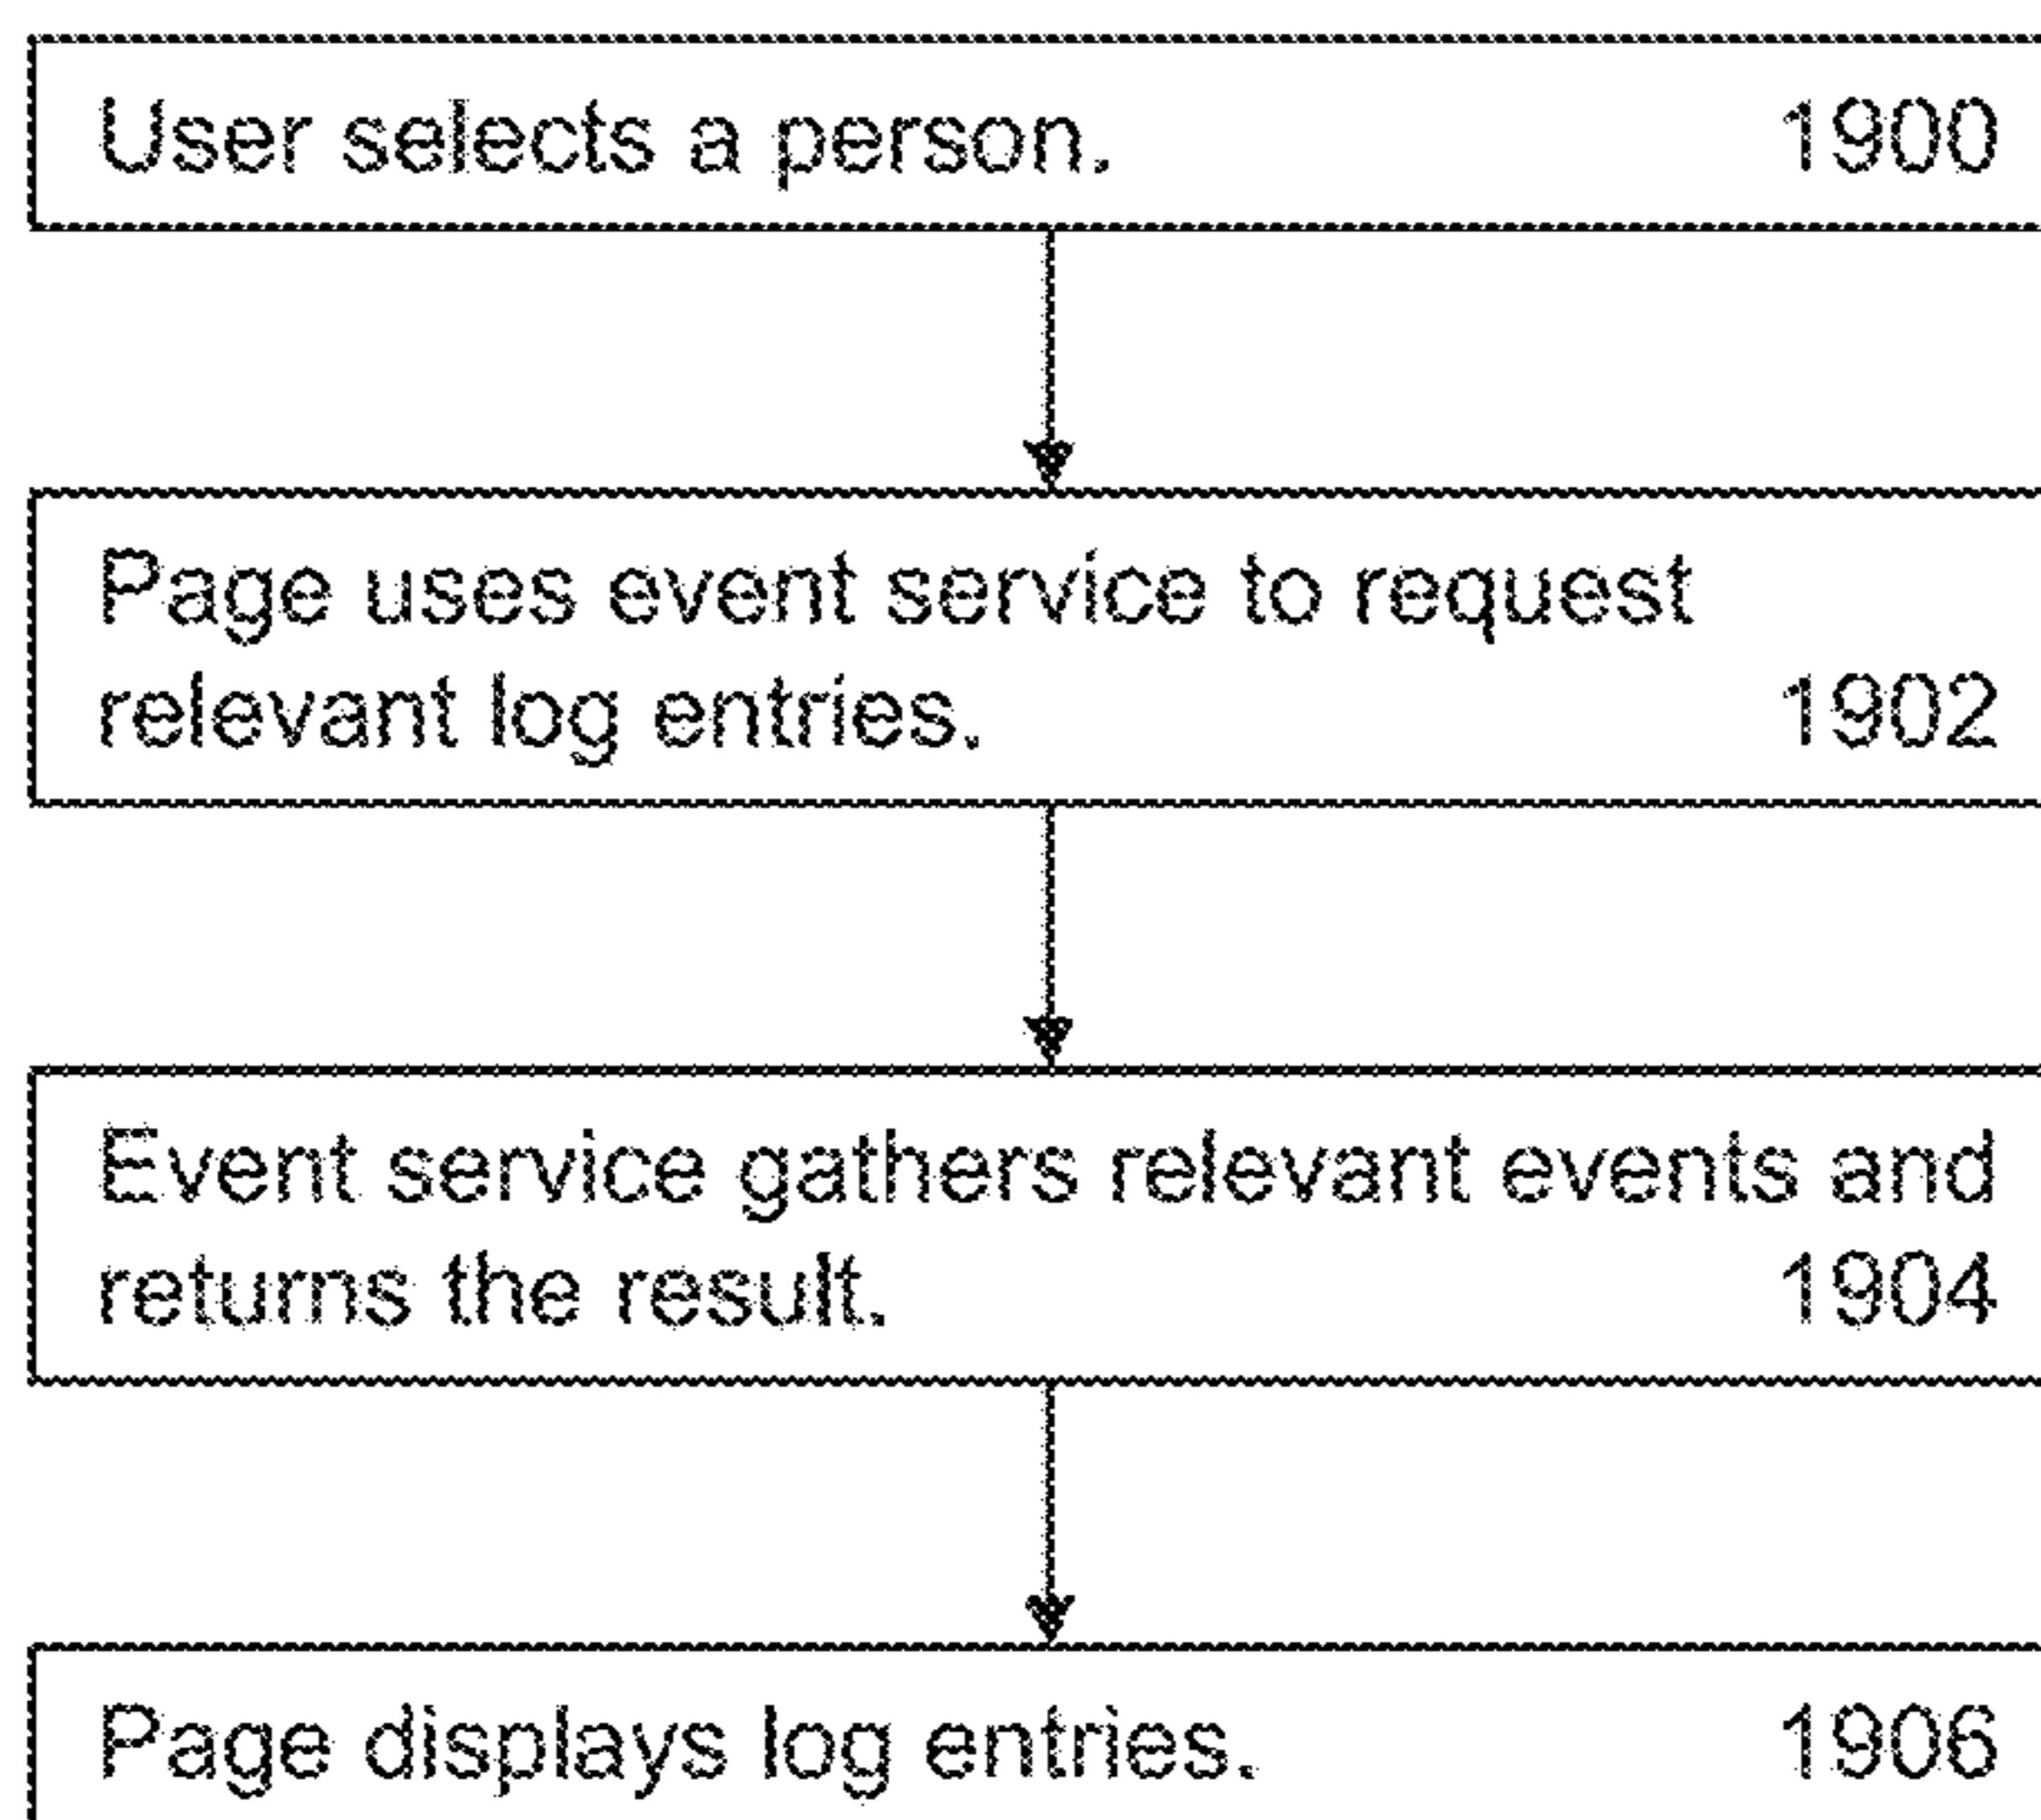 User selects a person. 1900
Page uses event service to request
relevant log entries. 1902
Event service gathers relevant events and
returns the result. 1904
Page displays log entries. 1906